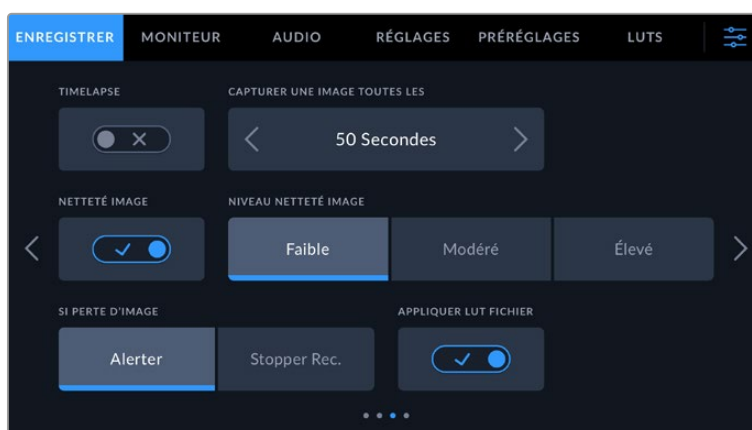 ENREGISTRER MONITEUR AUDIO RÉGLAGES PRÉRÉGLAGES LUTS
TIMELAPSE CAPTURER UNE IMAGE TOUTES LES
50 Secondes
NETTETÉ IMAGE NIVEAU NETTETÉ IMAGE
Faible Modéré Élevé
SI PERTE D'IMAGE APPLIQUER LUT FICHIER
Alerter Stopper Rec.